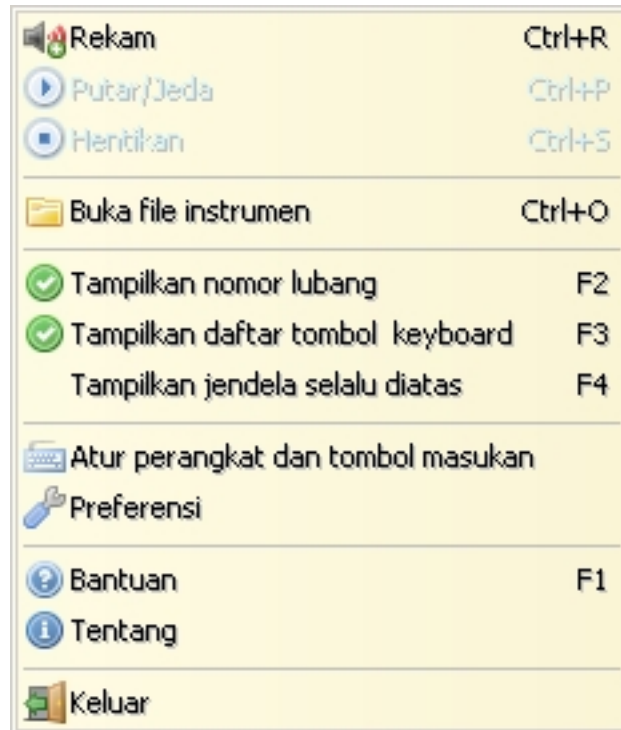 Rekam Ctrl+R
Putar/Jeda Ctrl+P
Hentikan Ctrl+S
Buka file instrumen Ctrl+O
Tampilkan nomor lubang F2
Tampilkan daftar tombol keyboard F3
Tampilkan jendela selalu diatas F4
Atur perangkat dan tombol masukan
Preferensi
Bantuan F1
Tentang
Keluar